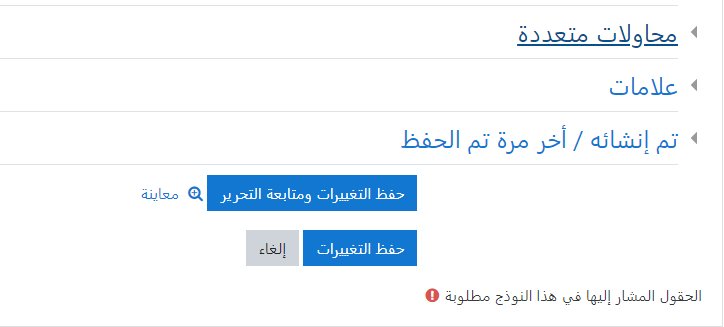 محاولات متعددة
علامات
تم إنشائه / أخر مرة تم الحفظ
حفظ التغييرات ومتابعة التحرير معاينة
حفظ التغييرات إلغاء
الحقول المشار إليها في هذا النوذج مطلوبة